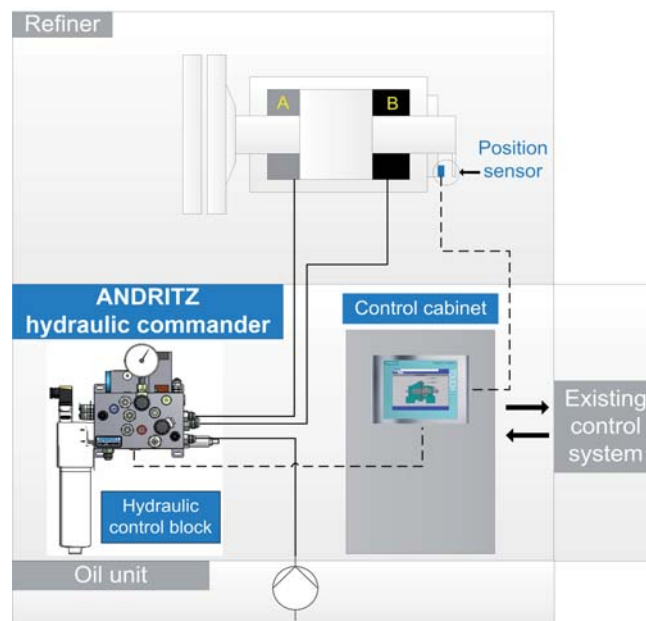 Refiner
A
B
Position
sensor
ANDRITZ
hydraulic commander
Control cabinet
Existing
control
system
Hydraulic
control block
Oil unit